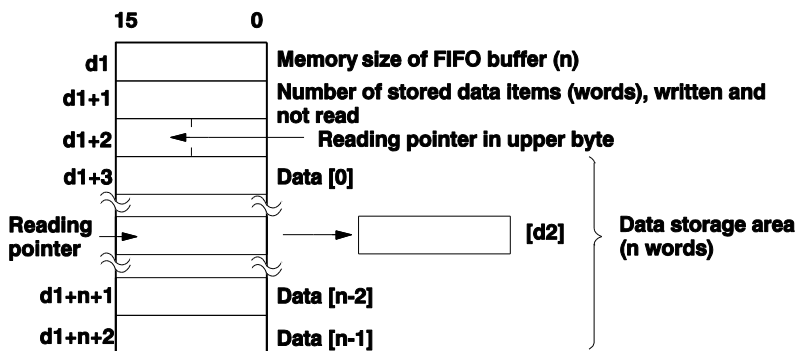 15 0
d1 Memory size of FIFO buffer (n)
d1+1 Number of stored data items (words), written and
not read
d1+2 Reading pointer in upper byte
d1+3 Data [0]
Reading
pointer
[d2]
Data storage area
(n words)
d1+n+1 Data [n-2]
d1+n+2 Data [n-1]